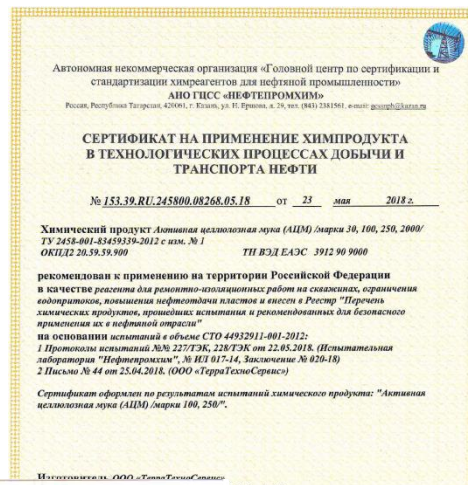 Автономная некоммерческая организация «Головной центр по сертификации и
стандартизации химреагентов для нефтяной промышленности»
АНО ГЦСС «НЕФТЕПРОМХИМ»
Россия, Республика Татарстан, 420061, г. Казань, ул. Н. Ершова, д. 29, тел. (843) 2381561, e-mail: gcssnph@kazan.ru
СЕРТИФИКАТ НА ПРИМЕНЕНИЕ ХИМПРОДУКТА
В ТЕХНОЛОГИЧЕСКИХ ПРОЦЕССАХ ДОБЫЧИ И
ТРАНСПОРТА НЕФТИ
№ 153.39.RU.245800.08268.05.18 от 23 мая 2018 г.
Химический продукт Активная целлюлозная мука (АЦМ) /марки 30, 100, 250, 2000/
ТУ 2458-001-83459339-2012 с изм. № 1
ОКПД2 20.59.59.900 ТН ВЭД ЕАЭС 3912 90 9000
рекомендован к применению на территории Российской Федерации
в качестве реагента для ремонтно-изоляционных работ на скважинах, ограничения
водопритоков, повышения нефтеотдачи пластов и внесен в Реестр "Перечень
химических продуктов, прошедших испытания и рекомендованных для безопасного
применения их в нефтяной отрасли"
на основании испытаний в объеме СТО 44932911-001-2012:
1 Протоколы испытаний №№ 227/ТЭК, 228/ТЭК от 22.05.2018. (Испытательная
лаборатория "Нефтепромхим", № ИЛ 017-14, Заключение № 020-18)
2 Письмо № 44 от 25.04.2018. (ООО «ТерраТехноСервис»)
Сертификат оформлен по результатам испытаний химического продукта: "Активная
целлюлозная мука (АЦМ) /марки 100, 250/".
Изготовитель ООО «ТерраТехноСервис»